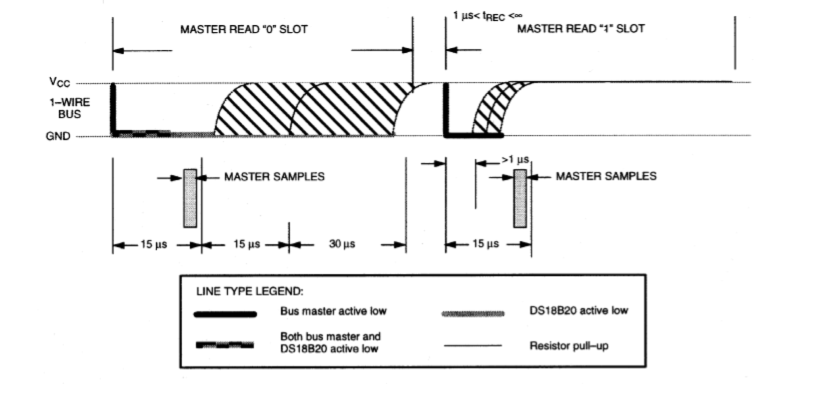 MASTER READ "0" SLOT
1 µs< tREC <∞
MASTER READ "1" SLOT
VCC
1–WIRE
BUS
GND
>1 µs
MASTER SAMPLES
MASTER SAMPLES
15 µs
15 µs
30 µs
15 µs
LINE TYPE LEGEND:
Bus master active low
DS18B20 active low
Both bus master and
DS18B20 active low
Resistor pull–up